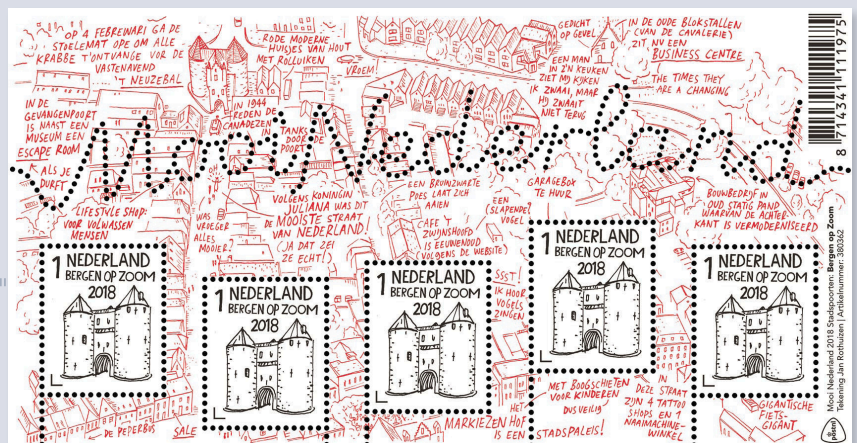 OP 4 FEBREWARI GA DE
STOELEMAT OPE OM ALLE
KRABBE T'ONTVANGE VOR DE
VASTENAVEND
'T NEUZEBAL
RODE MODERNE
HUISJES VAN HOUT
MET ROLLUIKEN
VROEM!
GEDICHT
OP GEVEL
EEN MAN
IN Z'N KEUKEN
ZIET MIJ KIJKEN
IK ZWAAI, MAAR
HIJ ZWAAIT
NIET TERUG
IN DE OUDE BLOKSTALLEN
(VAN DE CAVALERIE)
ZIT NU EEN
BUSINESS CENTRE
THE TIMES THEY
ARE A CHANGING
IN DE
GEVANGENPOORT
IS NAAST EEN
MUSEUM EEN
ESCAPE ROOM
ALS JE
DURFT
IN 1944
REDEN DE
CANADEZEN
IN TANKS
DOOR DE
POORT
Mooi Nederland
LIFESTYLE SHOP:
VOOR VOLWASSEN
MENSEN
WAS
VROEGER
ALLES
MOOIER?
VOLGENS KONINGIN
JULIANA WAS DIT
DE MOOISTE STRAAT
VAN NEDERLAND!
(JA DAT ZEI
ZE ECHT!)
EEN BRUINZWARTE
POES LAAT ZICH
AAIEN
CAFE 'T
ZWIJNSHOOFD
IS EEUWENOUD
(VOLGENS DE WEBSITE)
(EEN
SLAPENDE)
VOGEL
GARAGEBOX
TE HUUR
BOUWBEDRIJF IN
OUD STATIG PAND
WAARVAN DE ACHTER-
KANT IS VERMODERNISEERD
SSST!
IK HOOR
VOGELS
ZINGEN
1 NEDERLAND
BERGEN OP ZOOM
2018
1 NEDERLAND
BERGEN OP ZOOM
2018
1 NEDERLAND
BERGEN OP ZOOM
2018
1 NEDERLAND
BERGEN OP ZOOM
2018
1 NEDERLAND
BERGEN OP ZOOM
2018
DE PEPERBUS
SALE
HET
MARKIEZENHOF
IS EEN
STADSPALEIS!
MET BOOGSCHIETEN
VOOR KINDEREN
DUS VEILIG
IN
DEZE STRAAT
ZIJN 4 TATTOO
SHOPS EN 1
NAAIMACHINE-
WINKEL
GIGANTISCHE
FIETS-
GIGANT
8 714341 111975
Mooi Nederland 2018 Stadspoorten: Bergen op Zoom
Tekening Jan Rothuizen | Artikelnummer: 380362
postnl